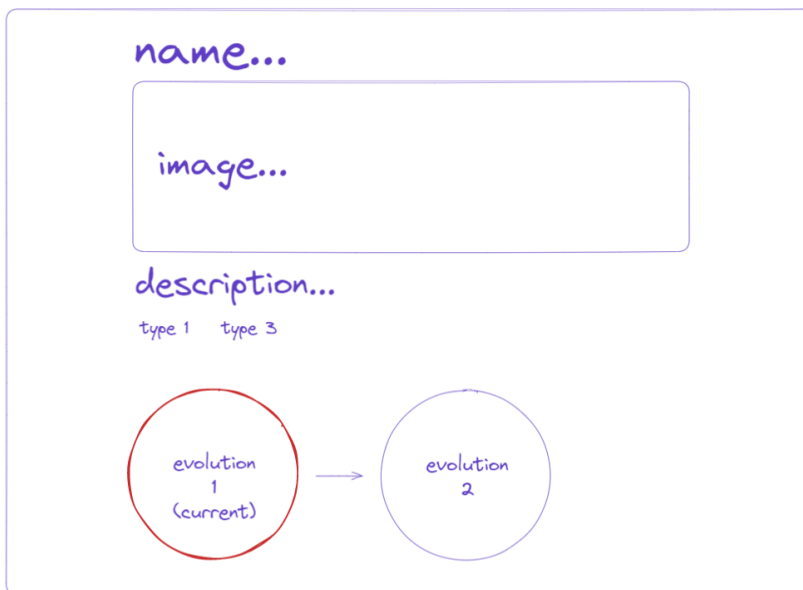 name...
image...
description...
type 1 type 3
evolution
1
(current)
evolution
2